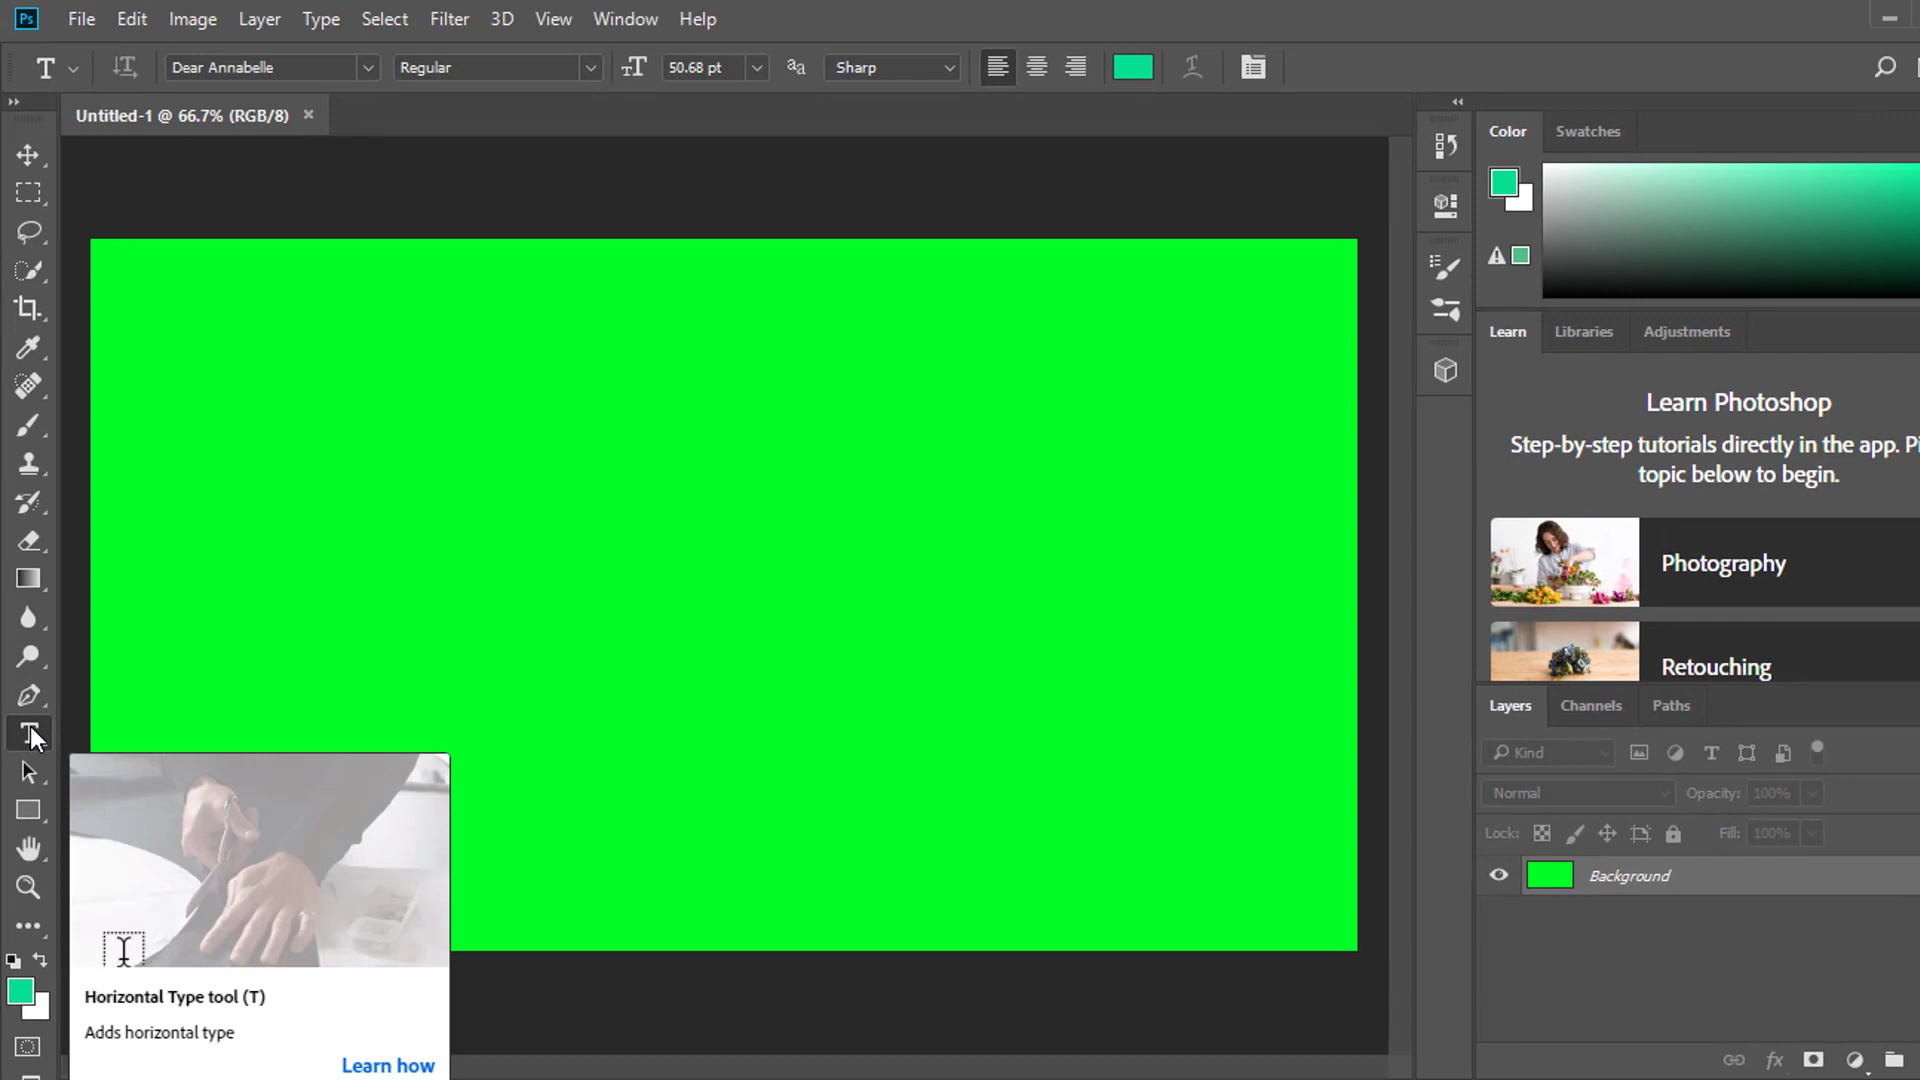 Ps File Edit Image Layer Type Select Filter 3D View Window Help
T Dear Annabelle Regular 50.68 pt aa Sharp
Untitled-1 @ 66.7% (RGB/8) ×
Color Swatches
Learn Libraries Adjustments
Learn Photoshop
Step-by-step tutorials directly in the app.
topic below to begin.
Photography
Retouching
Layers Channels Paths
Kind
Normal Opacity: 100%
Lock: Fill: 100%
Background
Horizontal Type tool (T)
Adds horizontal type
Learn how